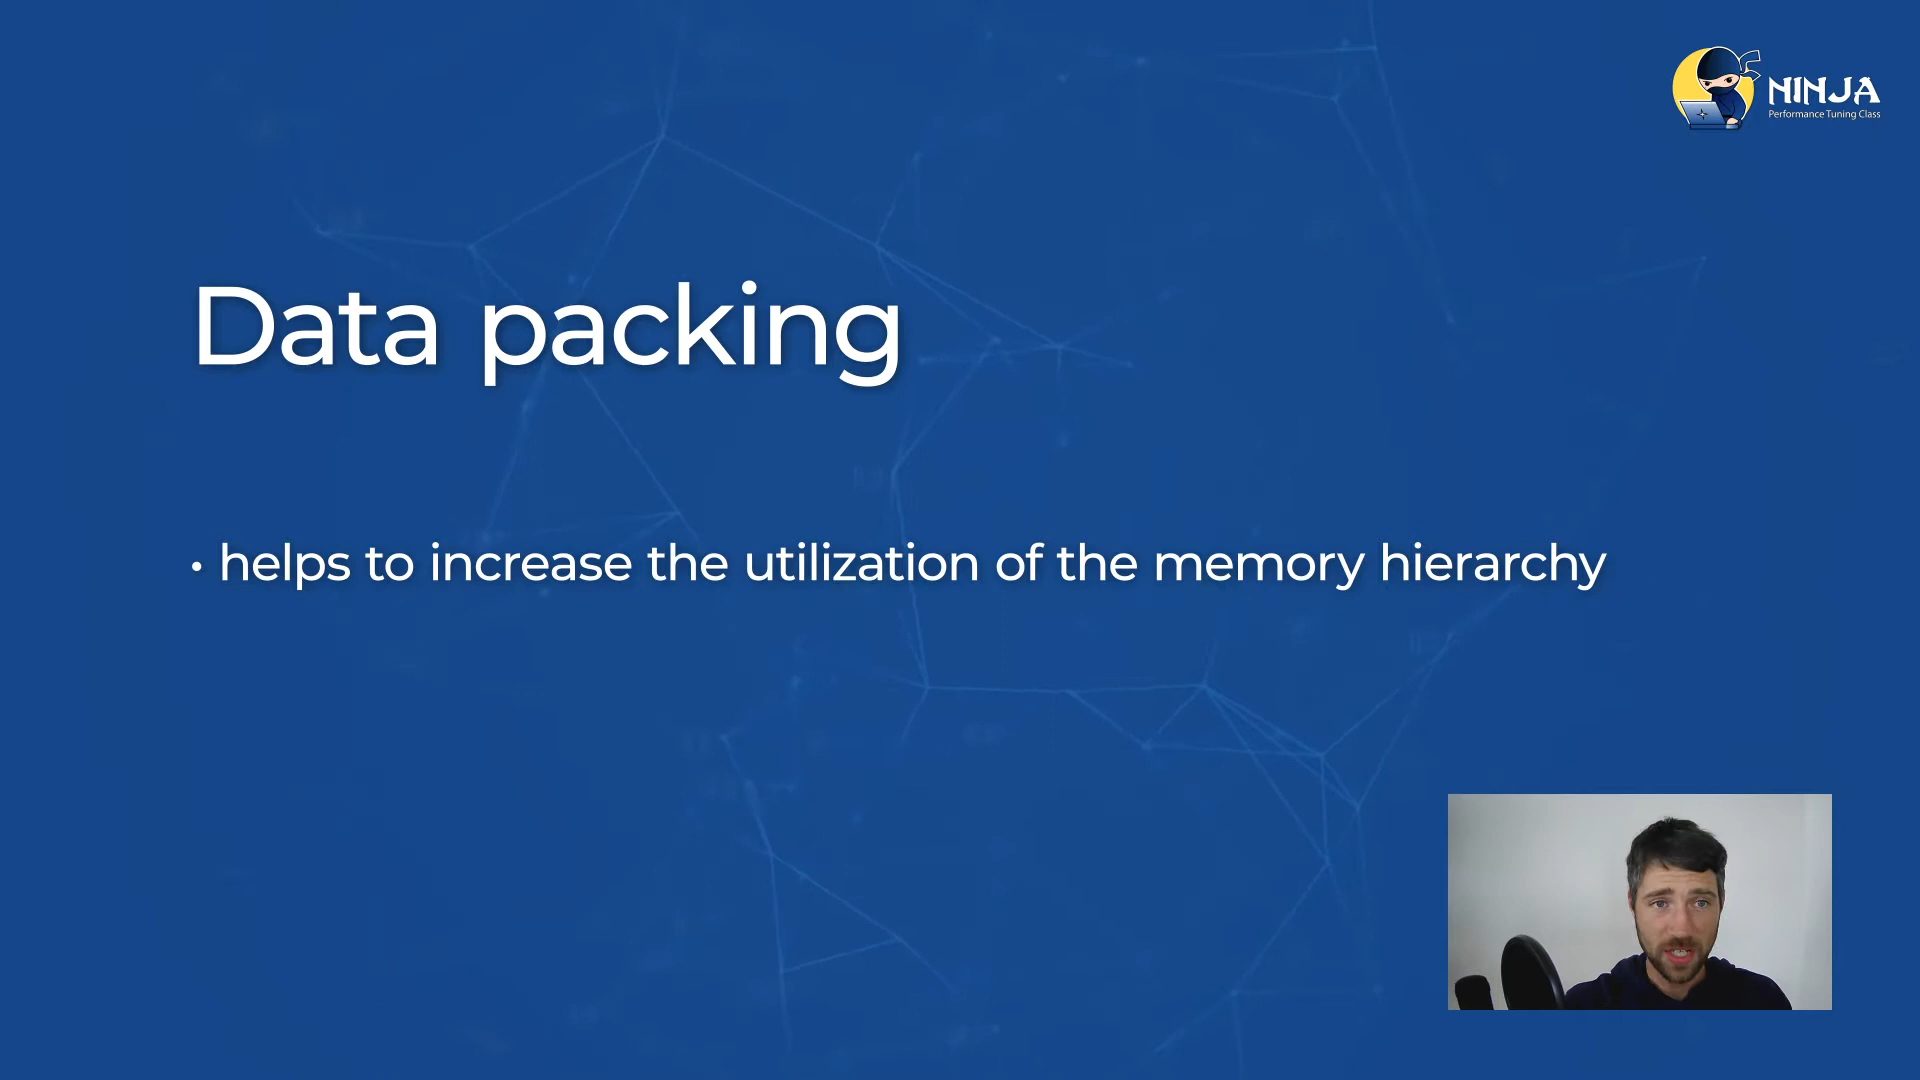 NINJA
Performance Tuning Class
Data packing
• helps to increase the utilization of the memory hierarchy